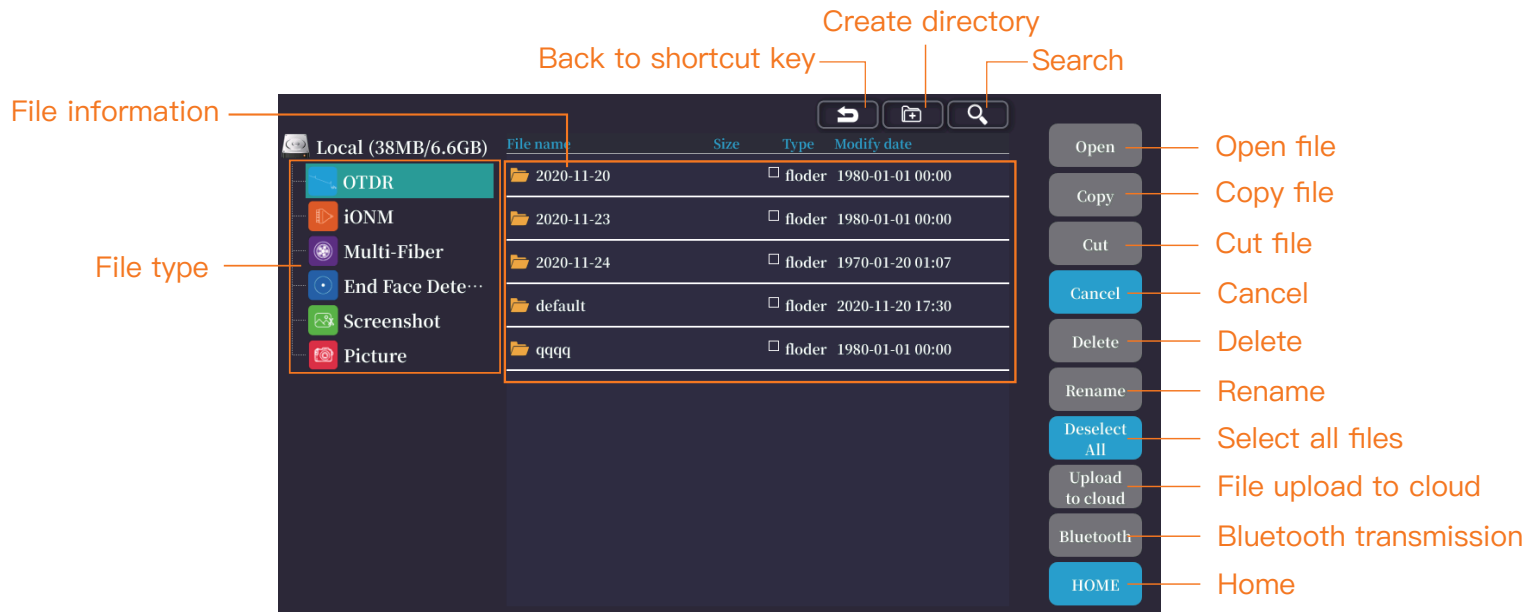 Create directory
Back to shortcut key
Search
File information
Local (38MB/6.6GB)
File name Size Type Modify date
OTDR
iONM
Multi-Fiber
End Face Dete···
Screenshot
Picture
File type
2020-11-20 floder 1980-01-01 00:00
2020-11-23 floder 1980-01-01 00:00
2020-11-24 floder 1970-01-20 01:07
default floder 2020-11-20 17:30
qqqq floder 1980-01-01 00:00
Open
Open file
Copy
Copy file
Cut
Cut file
Cancel
Cancel
Delete
Delete
Rename
Rename
Deselect
All
Select all files
Upload
to cloud
File upload to cloud
Bluetooth
Bluetooth transmission
HOME
Home